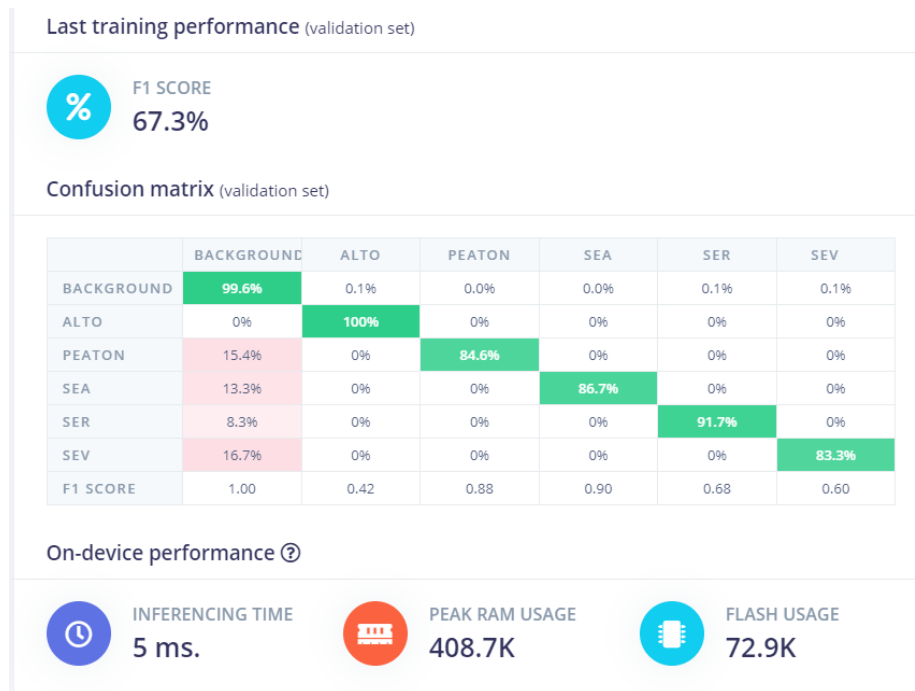 Last training performance (validation set)
%
F1 SCORE
67.3%
Confusion matrix (validation set)
BACKGROUND ALTO PEATON SEA SER SEV
BACKGROUND 99.6% 0.1% 0.0% 0.0% 0.1% 0.1%
ALTO 0% 100% 0% 0% 0% 0%
PEATON 15.4% 0% 84.6% 0% 0% 0%
SEA 13.3% 0% 0% 86.7% 0% 0%
SER 8.3% 0% 0% 0% 91.7% 0%
SEV 16.7% 0% 0% 0% 0% 83.3%
F1 SCORE 1.00 0.42 0.88 0.90 0.68 0.60
On-device performance ?
INFERENCING TIME PEAK RAM USAGE FLASH USAGE
5 ms. 408.7K 72.9K